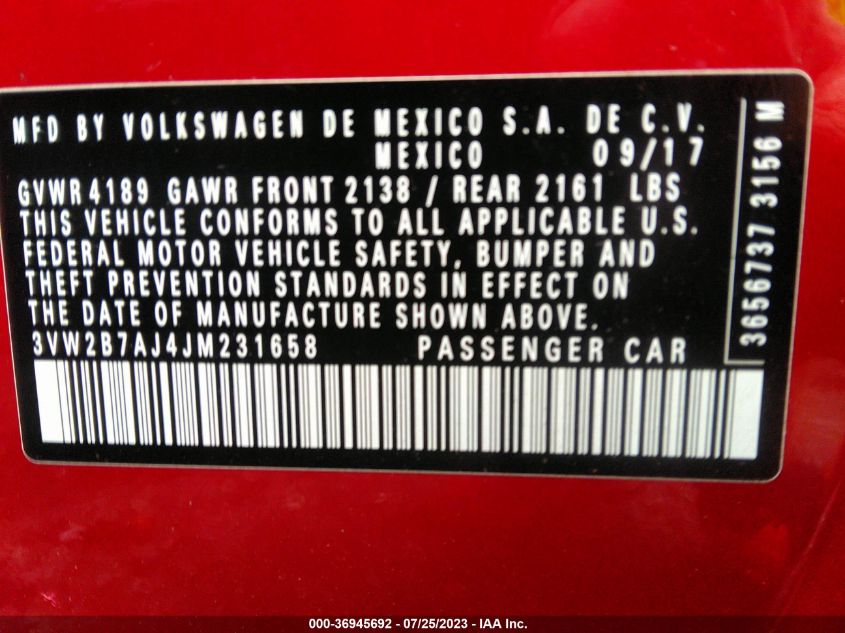 MFD BY VOLKSWAGEN DE MEXICO S.A. DE C.V.
MEXICO 09/17
GVWR 4189 GAWR FRONT 2138 / REAR 2161 LBS
THIS VEHICLE CONFORMS TO ALL APPLICABLE U.S.
FEDERAL MOTOR VEHICLE SAFETY, BUMPER AND
THEFT PREVENTION STANDARDS IN EFFECT ON
THE DATE OF MANUFACTURE SHOWN ABOVE.
3VW2B7AJ4JM231658 PASSENGER CAR
3656737 3156 M
000-36945692 - 07/25/2023 - IAA Inc.